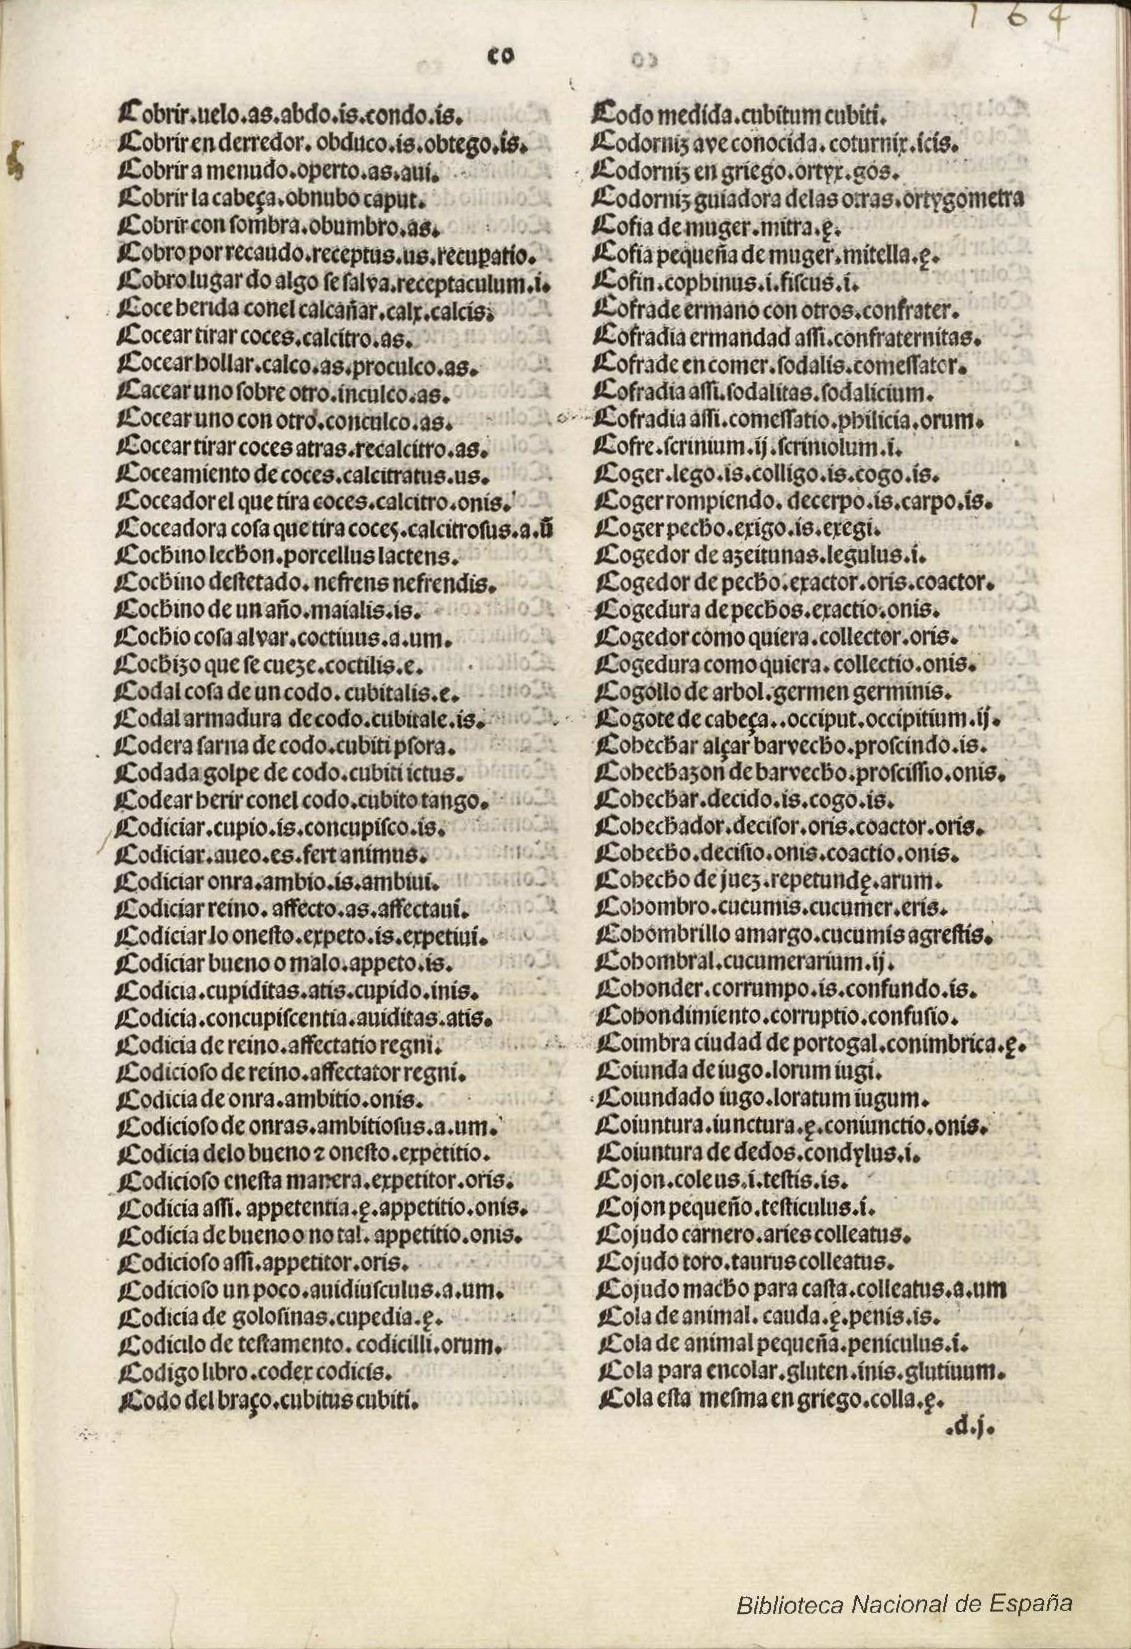 164
co
Cobrir.uelo.as.abdo.is.condo.is.
Cobrir en derredor. obduco.is.obtego.is.
Cobrir a menudo.operto.as.aui.
Cobrir la cabeça.obnubo caput.
Cobrir con sombra.obumbro.as.
Cobro por recaudo.receptus.us.recuꝑatio.
Cobro lugar do algo se salva.receptaculum.i.
Coce herida conel calcañar.calx.calcis.
Cocear tirar coces.calcitro.as.
Cocear hollar.calco.as.proculco.as.
Cacear uno sobre otro.inculco.as.
Cocear uno con otro.conculco.as.
Cocear tirar coces atras.recalcitro.as.
Coceamiento de coces.calcitratus.us.
Coceador el que tira coces.calcitro.onis.
Coceadora cosa que tira coces.calcitrosus.a.ũ
Cochino lechon.porcellus lactens.
Cochino destetado.nefrens nefrendis.
Cochino de un año.maialis.is.
Cochio cosa alvar.coctiuus.a.um.
Cochizo que se cueze.coctilis.e.
Codal cosa de un codo.cubitalis.e.
Codal armadura de codo.cubitale.is.
Codera sarna de codo.cubiti psora.
Codada golpe de codo.cubiti ictus.
Codear herir conel codo.cubito tango.
Codiciar.cupio.is.concupisco.is.
Codiciar.aueo.es.fert animus.
Codiciar onra.ambio.is.ambiui.
Codiciar reino.affecto.as.affectaui.
Codiciar lo onesto.expeto.is.expetiui.
Codiciar bueno o malo.appeto.is.
Codicia.cupiditas.atis.cupido.inis.
Codicia.concupiscentia.auiditas.atis.
Codicia de reino.affectatio regni.
Codicioso de reino.affectator regni.
Codicia de onra.ambitio.onis.
Codicioso de onras.ambitiosus.a.um.
Codicia delo bueno ⁊ onesto.expetitio.
Codicioso enesta manera.expetitor.oris.
Codicia assi.appetentia.ę.appetitio.onis.
Codicia de bueno o no tal.appetitio.onis.
Codicioso assi.appetitor.oris.
Codicioso un poco.auidiusculus.a.um.
Codicia de golosinas.cupedia.ę.
Codicilo de testamento.codicilli.orum.
Codigo libro.codex codicis.
Codo del braço.cubitus cubiti.
Codo medida.cubitum cubiti.
Codorniz ave conocida.coturnix.icis.
Codorniz en griego.ortyx.gos.
Codorniz guiadora delas otras.ortygometra
Cofia de muger.mitra.ę.
Cofia pequeña de muger.mitella.ę.
Cofin.cophinus.i.fiscus.i.
Cofrade ermano con otros.confrater.
Cofradia ermandad assi.confraternitas.
Cofrade en comer.sodalis.comessator.
Cofradia assi.sodalitas.sodalicium.
Cofradia assi.comessatio.philicia.orum.
Cofre.scrinium.ij.scriniolum.i.
Coger.lego.is.colligo.is.cogo.is.
Coger rompiendo.decerpo.is.carpo.is.
Coger pecho.exigo.is.exegi.
Cogedor de azeitunas.legulus.i.
Cogedor de pecho.exactor.oris.coactor.
Cogedura de pechos.exactio.onis.
Cogedor como quiera.collector.oris.
Cogedura como quiera.collectio.onis.
Cogollo de arbol.germen germinis.
Cogote de cabeça..occiput.occipitium.ij.
Cohechar alçar barvecho.proscindo.is.
Cohechazon de barvecho.proscissio.onis.
Cohechar.decido.is.cogo.is.
Cohechador.decisor.oris.coactor.oris.
Cohecho.decisio.onis.coactio.onis.
Cohecho de juez.repetundę.arum.
Cohombro.cucumis.cucumer.eris.
Cohombrillo amargo.cucumis agrestis.
Cohombral.cucumerarium.ij.
Cohonder.corrumpo.is.confundo.is.
Cohondimiento.corruptio.confusio.
Coimbra ciudad de portogal.conimbrica.ę.
Coiunda de iugo.lorum iugi.
Coiundado iugo.loratum iugum.
Coiuntura.iunctura.ę.coniunctio.onis.
Coiuntura de dedos.condylus.i.
Cojon.coleus.i.testis.is.
Cojon pequeño.testiculus.i.
Cojudo carnero.aries colleatus.
Cojudo toro.taurus colleatus.
Cojudo macho para casta.colleatus.a.um
Cola de animal.cauda.ę.penis.is.
Cola de animal pequeña.peniculus.i.
Cola para encolar.gluten.inis.glutiuum.
Cola esta mesma en griego.colla.ę.
.d.j.
Biblioteca Nacional de España